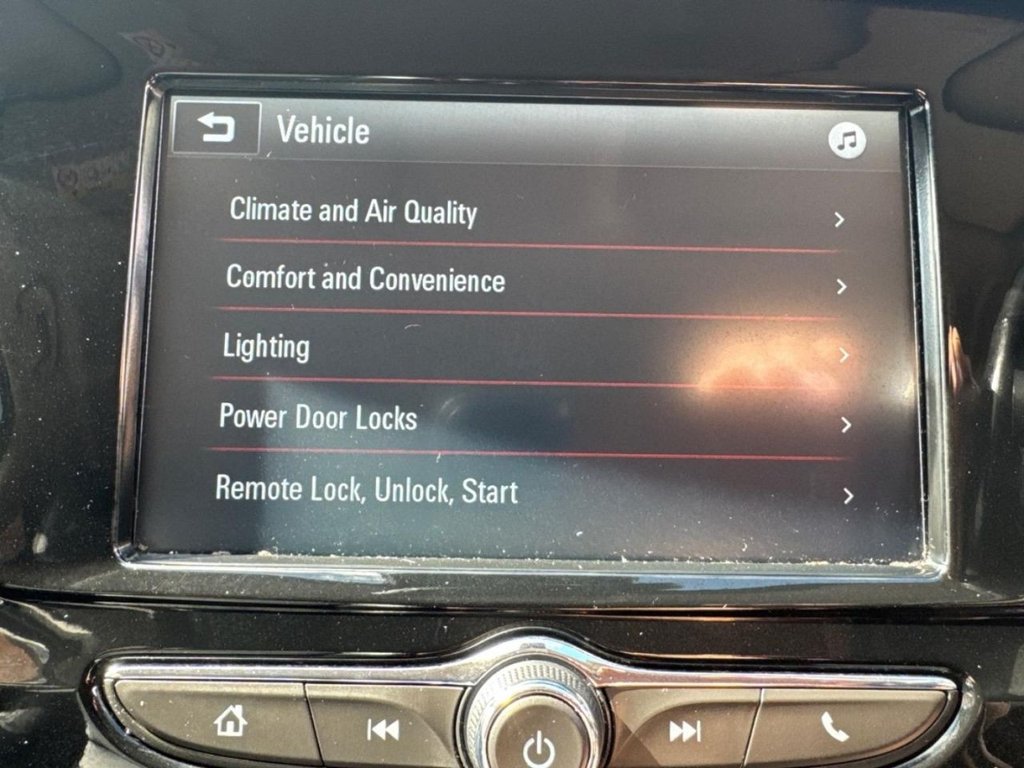 Vehicle
Climate and Air Quality
Comfort and Convenience
Lighting
Power Door Locks
Remote Lock, Unlock, Start